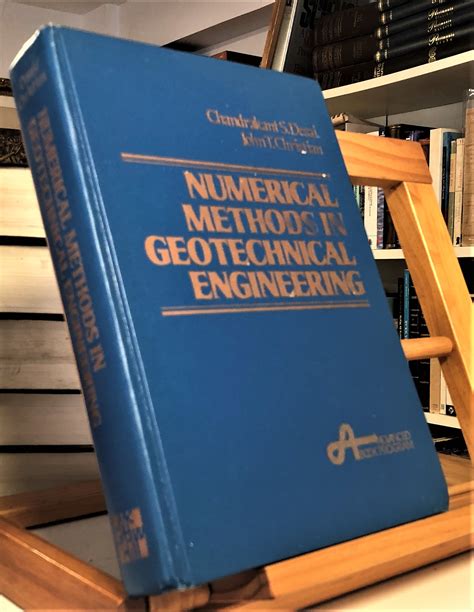 Chandrakant S. Desai
John T. Christian
NUMERICAL
METHODS IN
GEOTECHNICAL
ENGINEERING
ADVANCED
BOOK PROGRAM
NUMERICAL METHODS IN
GEOTECHNICAL ENGINEERING